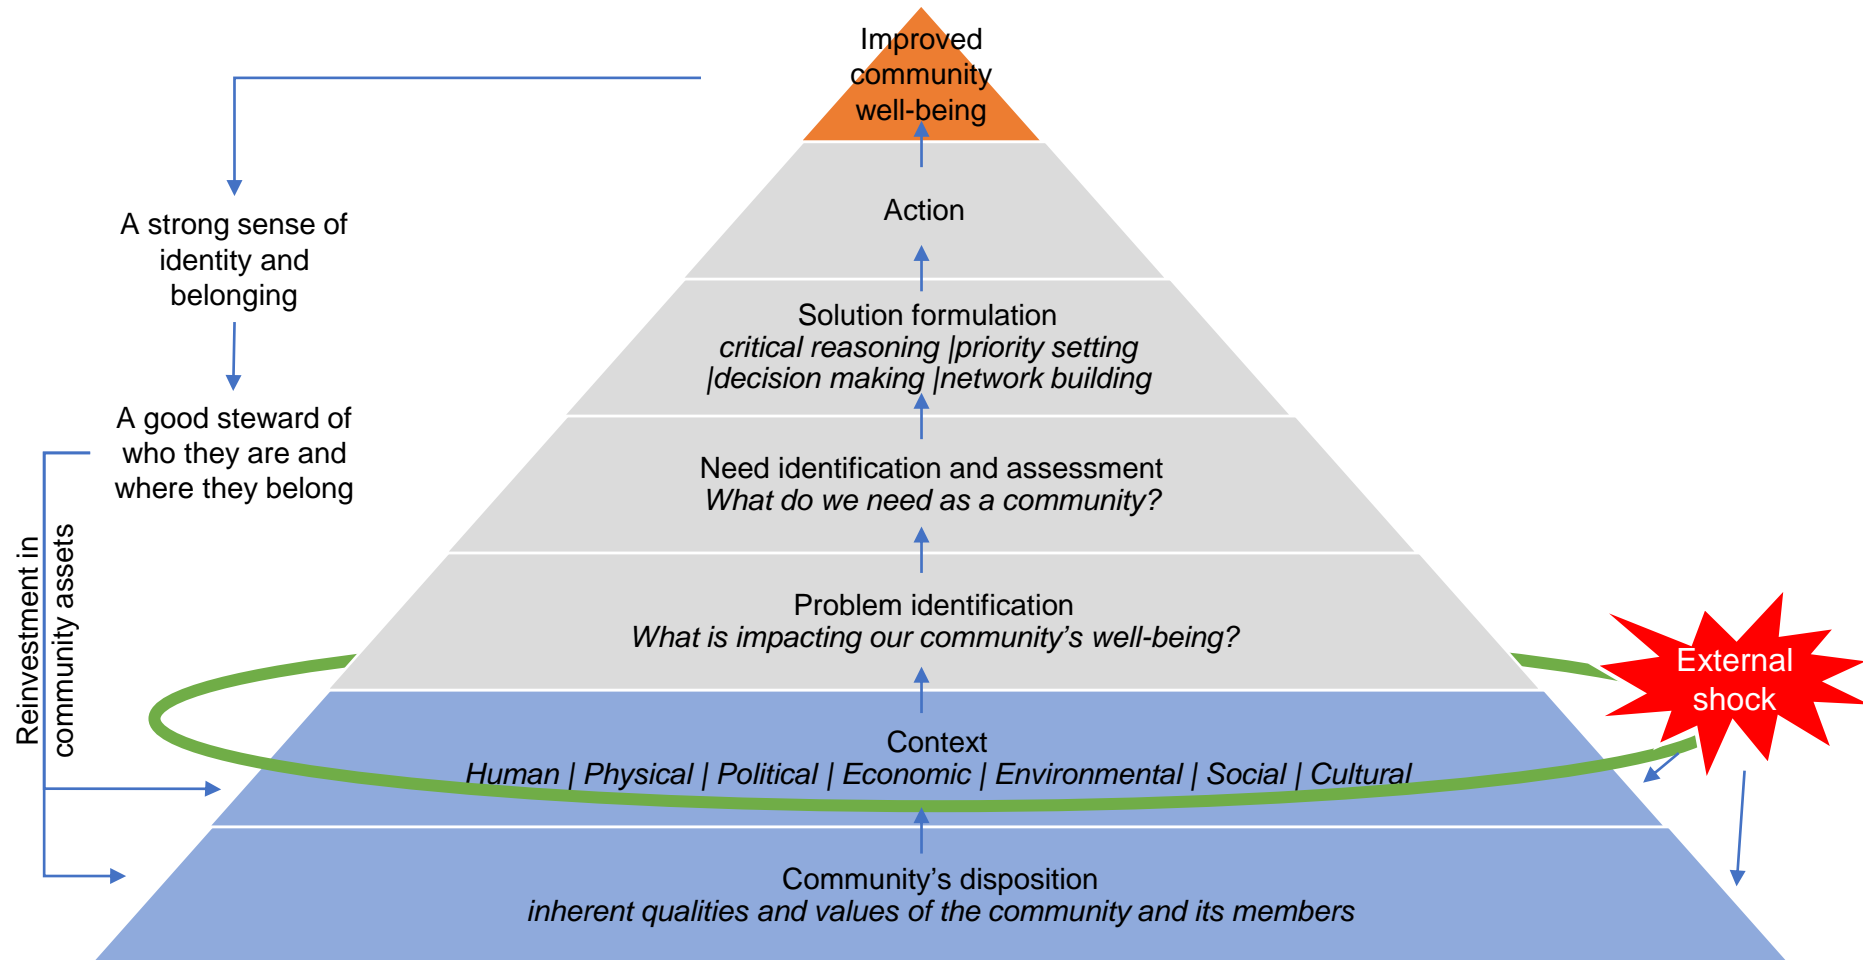 Improved
community
well-being
Action
A strong sense of
identity and
belonging
Solution formulation
critical reasoning |priority setting
|decision making |network building
A good steward of
who they are and
where they belong
Need identification and assessment
What do we need as a community?
Reinvestment in
community assets
Problem identification
What is impacting our community’s well-being?
External
shock
Context
Human | Physical | Political | Economic | Environmental | Social | Cultural
Community’s disposition
inherent qualities and values of the community and its members